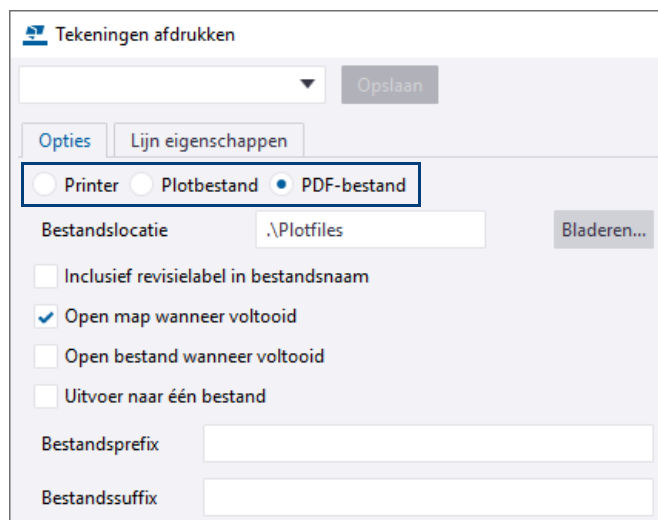 Tekeningen afdrukken
Opslaan
Opties Lijn eigenschappen
Printer Plotbestand PDF-bestand
Bestandslocatie .\Plotfiles Bladeren...
Inclusief revisielabel in bestandsnaam
Open map wanneer voltooid
Open bestand wanneer voltooid
Uitvoer naar één bestand
Bestandsprefix
Bestandssuffix